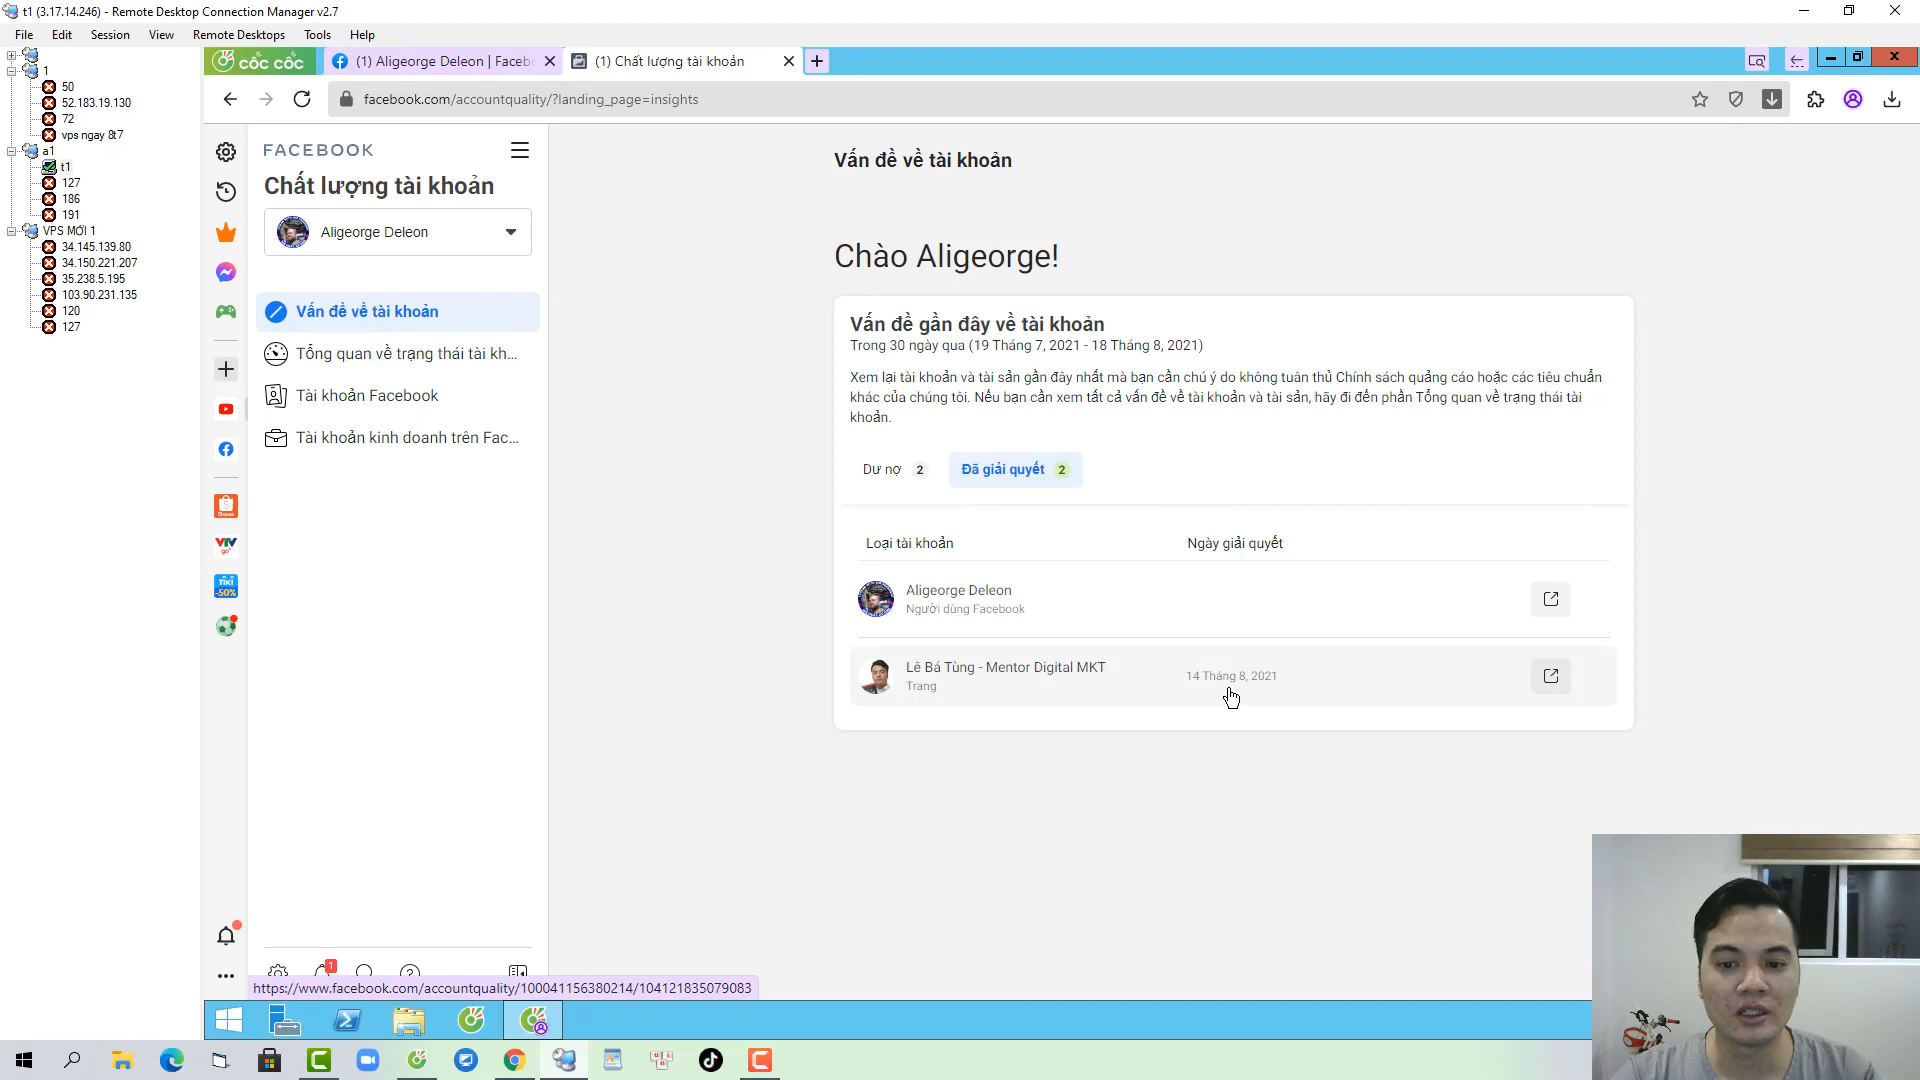 t1 (3.17.14.246) - Remote Desktop Connection Manager v2.7
File Edit Session View Remote Desktops Tools Help
1
50
52.183.19.130
72
vps ngay 8t7
a1
t1
127
186
191
VPS MỚI 1
34.145.139.80
34.150.221.207
35.238.5.195
103.90.231.135
120
127
cốc cốc
(1) Aligeorge Deleon | Faceb
(1) Chất lượng tài khoản
facebook.com/accountquality/?landing_page=insights
FACEBOOK
Chất lượng tài khoản
Aligeorge Deleon
Vấn đề về tài khoản
Tổng quan về trạng thái tài kh...
Tài khoản Facebook
Tài khoản kinh doanh trên Fac...
Shopee
VTV
go
TIKI
-50%
1
https://www.facebook.com/accountquality/100041156380214/104121835079083
Vấn đề về tài khoản
Chào Aligeorge!
Vấn đề gần đây về tài khoản
Trong 30 ngày qua (19 Tháng 7, 2021 - 18 Tháng 8, 2021)
Xem lại tài khoản và tài sản gần đây nhất mà bạn cần chú ý do không tuân thủ Chính sách quảng cáo hoặc các tiêu chuẩn
khác của chúng tôi. Nếu bạn cần xem tất cả vấn đề về tài khoản và tài sản, hãy đi đến phần Tổng quan về trạng thái tài
khoản.
Dư nợ 2 Đã giải quyết 2
Loại tài khoản Ngày giải quyết
Aligeorge Deleon
Người dùng Facebook
Lê Bá Tùng - Mentor Digital MKT
Trang
14 Tháng 8, 2021